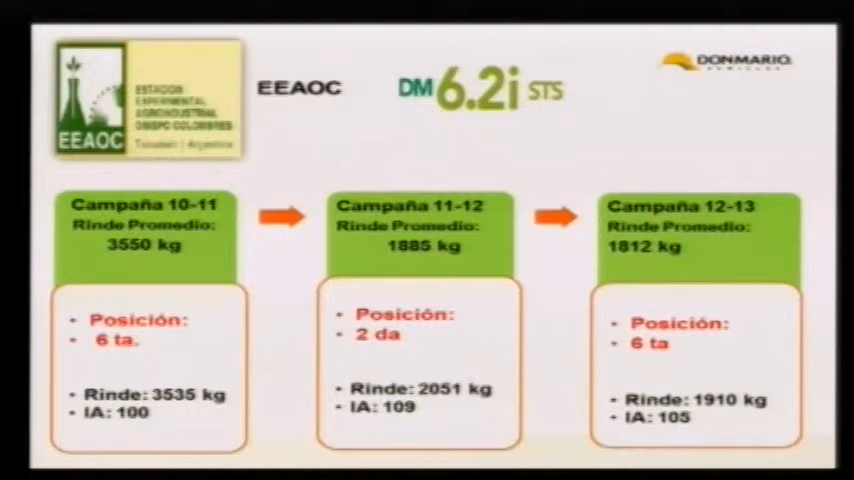 EEAOC
ESTACION
EXPERIMENTAL
AGROINDUSTRIAL
OBISPO COLOMBRES
Tucumán | Argentina
EEAOC
DM 6.2i STS
DONMARIO
Campaña 10-11
Rinde Promedio:
3550 kg
• Posición:
• 6 ta.
• Rinde: 3535 kg
• IA: 100
Campaña 11-12
Rinde Promedio:
1885 kg
• Posición:
• 2 da
• Rinde: 2051 kg
• IA: 109
Campaña 12-13
Rinde Promedio:
1812 kg
• Posición:
• 6 ta
• Rinde: 1910 kg
• IA: 105